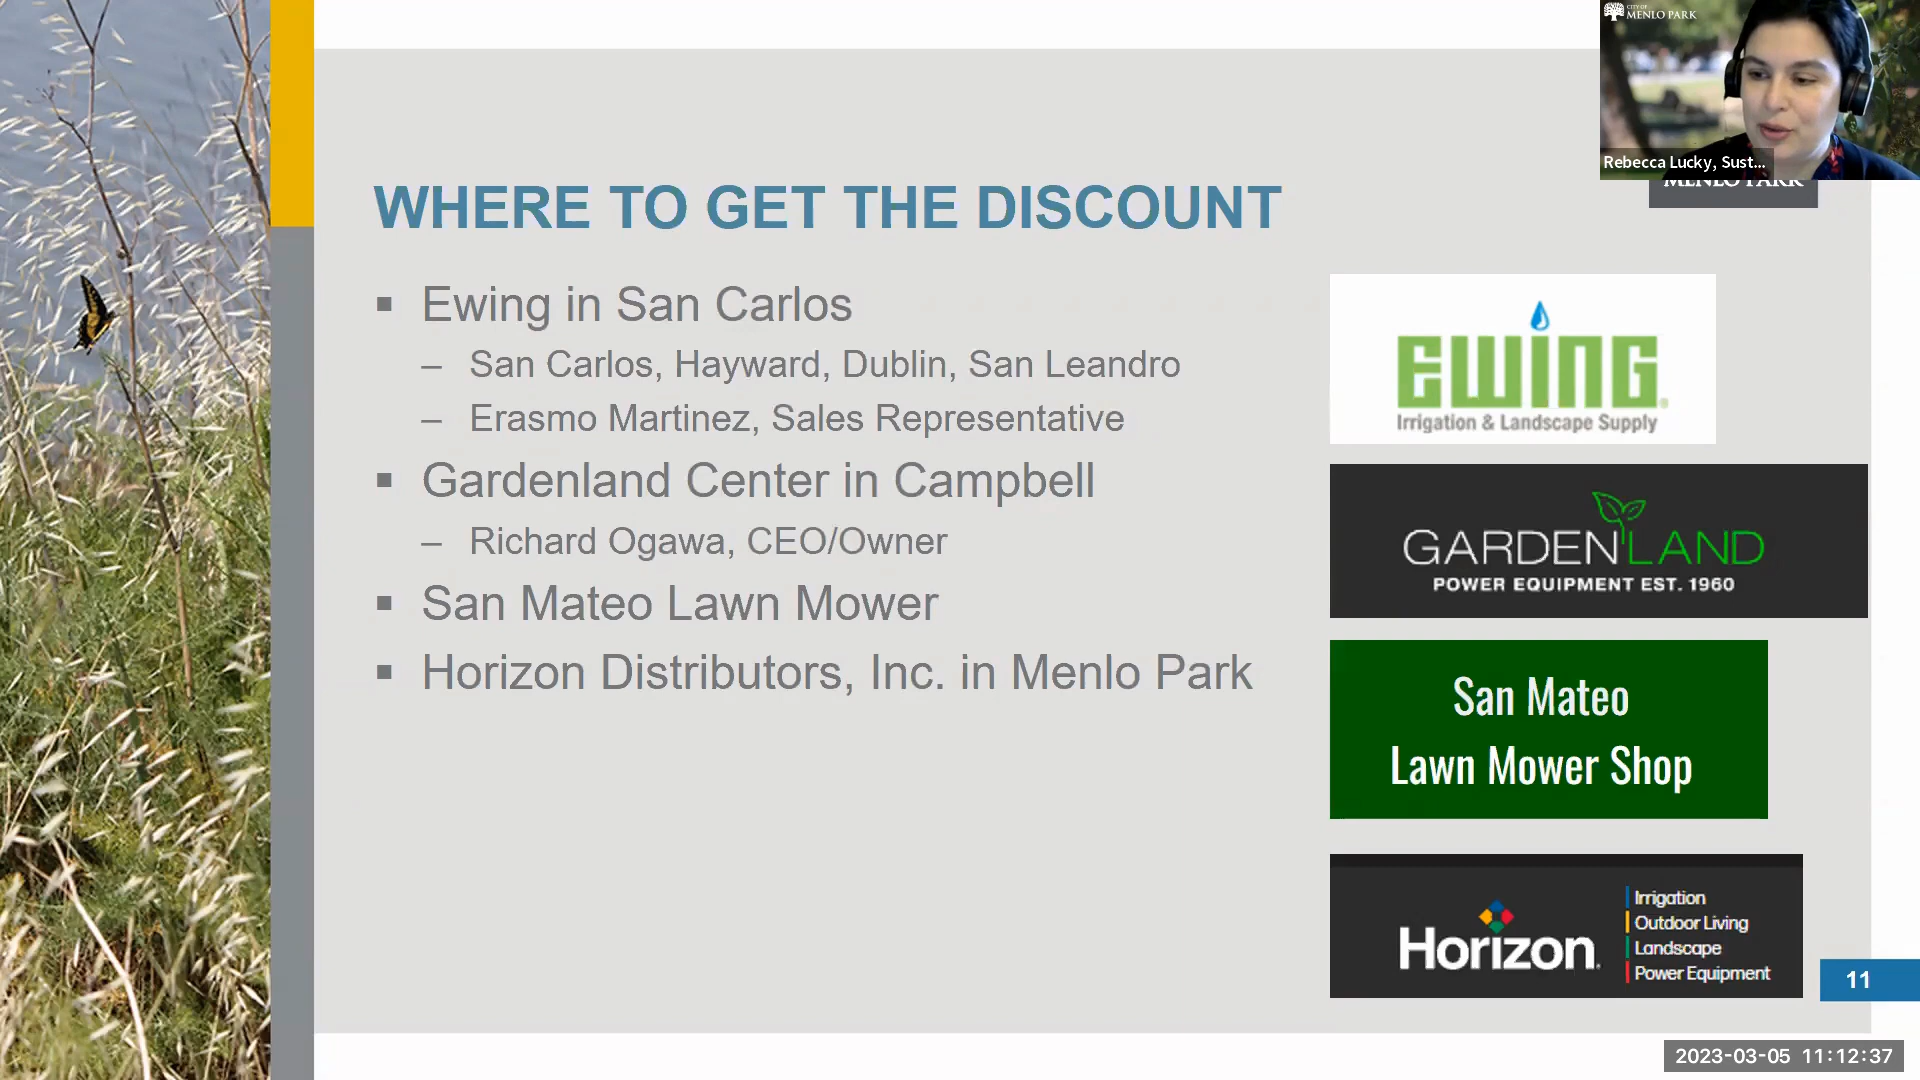 CITY OF
MENLO PARK
Rebecca Lucky, Sust...
MENLO PARK
WHERE TO GET THE DISCOUNT
▪ Ewing in San Carlos
– San Carlos, Hayward, Dublin, San Leandro
– Erasmo Martinez, Sales Representative
▪ Gardenland Center in Campbell
– Richard Ogawa, CEO/Owner
▪ San Mateo Lawn Mower
▪ Horizon Distributors, Inc. in Menlo Park
EWING®
Irrigation & Landscape Supply
GARDENLAND
POWER EQUIPMENT EST. 1960
San Mateo
Lawn Mower Shop
Horizon
Irrigation
Outdoor Living
Landscape
Power Equipment
11
2023-03-05 11:12:37